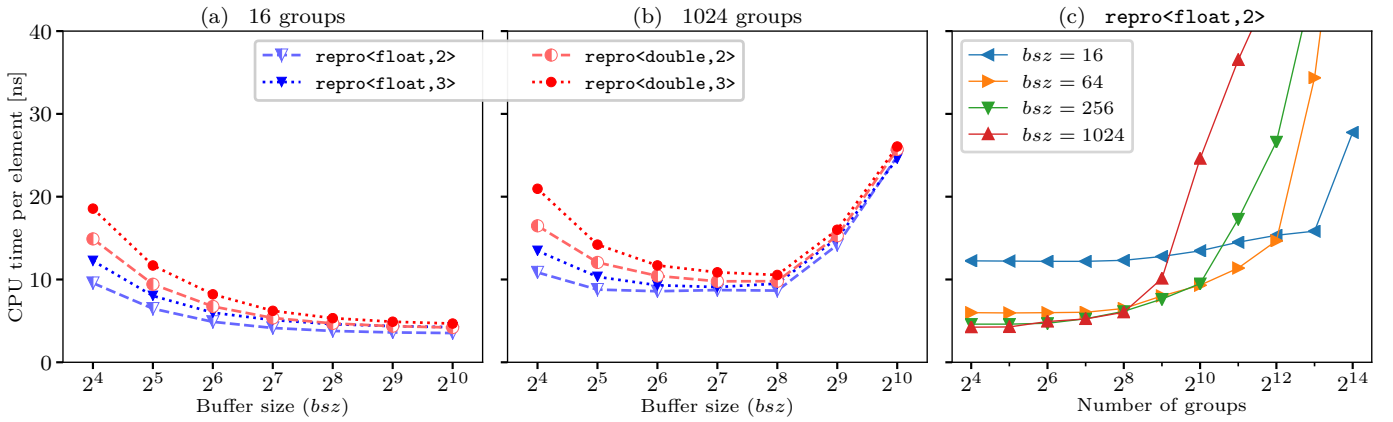 (a) 16 groups
(b) 1024 groups
(c) repro<float,2>
CPU time per element [ns]
40
30
20
10
0
repro<float,2>
repro<float,3>
repro<double,2>
repro<double,3>
bsz = 16
bsz = 64
bsz = 256
bsz = 1024
2^4 2^5 2^6 2^7 2^8 2^9 2^10
Buffer size (bsz)
2^4 2^5 2^6 2^7 2^8 2^9 2^10
Buffer size (bsz)
2^4 2^6 2^8 2^10 2^12 2^14
Number of groups